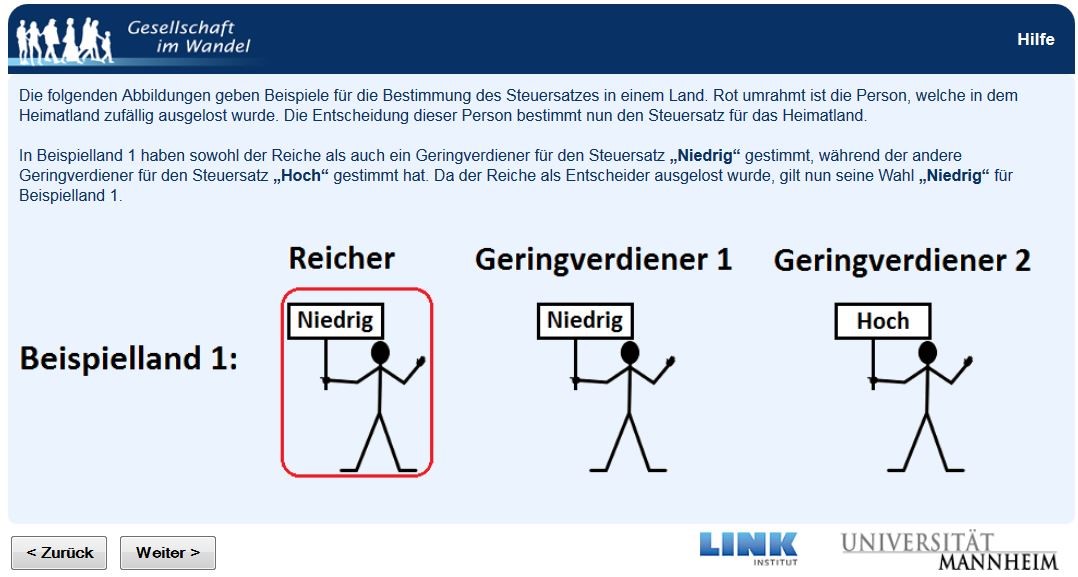 Gesellschaft
im Wandel
Hilfe
Die folgenden Abbildungen geben Beispiele für die Bestimmung des Steuersatzes in einem Land. Rot umrahmt ist die Person, welche in dem
Heimatland zufällig ausgelost wurde. Die Entscheidung dieser Person bestimmt nun den Steuersatz für das Heimatland.
In Beispielland 1 haben sowohl der Reiche als auch ein Geringverdiener für den Steuersatz „Niedrig“ gestimmt, während der andere
Geringverdiener für den Steuersatz „Hoch“ gestimmt hat. Da der Reiche als Entscheider ausgelost wurde, gilt nun seine Wahl „Niedrig“ für
Beispielland 1.
Reicher Geringverdiener 1 Geringverdiener 2
Niedrig Niedrig Hoch
Beispielland 1:
< Zurück Weiter >
LINK
INSTITUT
UNIVERSITÄT
MANNHEIM